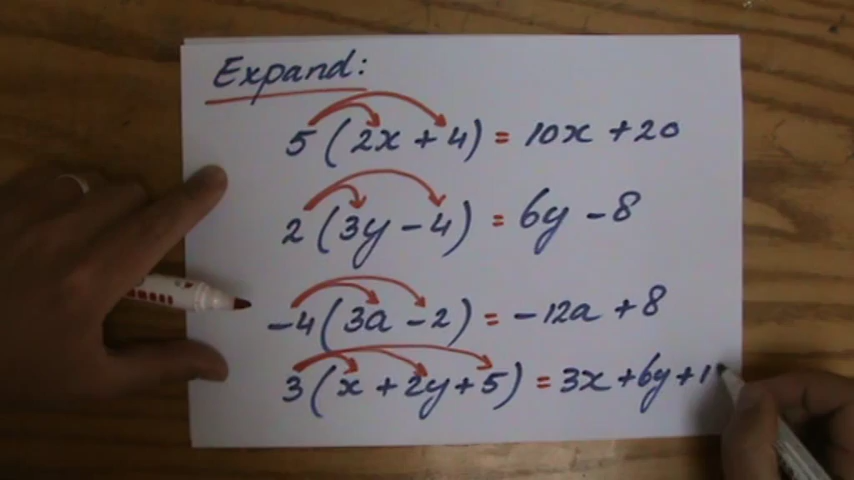 Expand:
5(2x+4) = 10x + 20
2(3y-4) = 6y - 8
-4(3a-2) = -12a + 8
3(x+2y+5) = 3x + 6y + 1